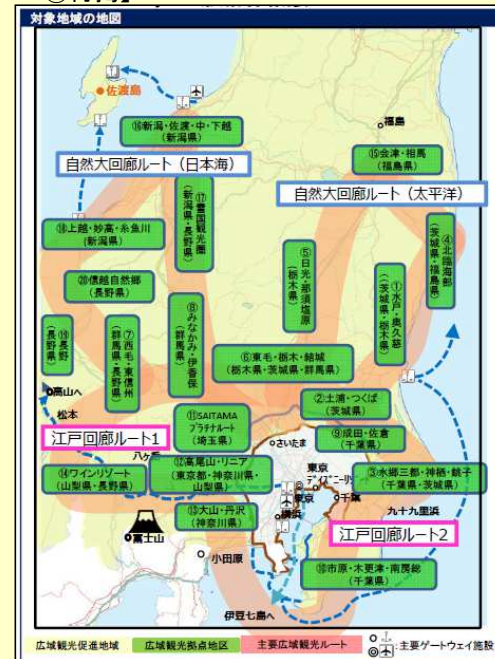 対象地域の地図
佐渡島
⑯新潟・佐渡・中・下越
(新潟県)
福島
⑮会津・相馬
(福島県)
自然大回廊ルート（日本海）
自然大回廊ルート（太平洋）
⑰雪国観光圏
(新潟県・長野県)
⑱上越・妙高・糸魚川
(新潟県)
④北臨海部
(茨城県・福島県)
⑤日光・那須塩原
(栃木県)
①水戸・奥久慈
(茨城県・栃木県)
⑳信越自然郷
(長野県)
⑧みなかみ・伊香保
(群馬県)
⑲長野
(長野県)
⑦西毛・東信州
(群馬県・長野県)
⑥東毛・栃木・結城
(栃木県・茨城県・群馬県)
高山へ
松本
②土浦・つくば
(茨城県)
⑪SAITAMA
プラチナルート
(埼玉県)
江戸回廊ルート1
さいたま
⑨成田・佐倉
(千葉県)
八ヶ岳
⑫高尾山・リニア
(東京都・神奈川県・
山梨県)
東京
ディズニーリゾート
③水郷三都・神栖・銚子
(千葉県・茨城県)
⑭ワインリゾート
(山梨県・長野県)
東京
千葉
横浜
⑬大山・丹沢
(神奈川県)
九十九里浜
江戸回廊ルート2
富士山
小田原
⑩市原・木更津・南房総
(千葉県)
伊豆七島へ
広域観光促進地域
広域観光拠点地区
主要広域観光ルート
:主要ゲートウェイ施設